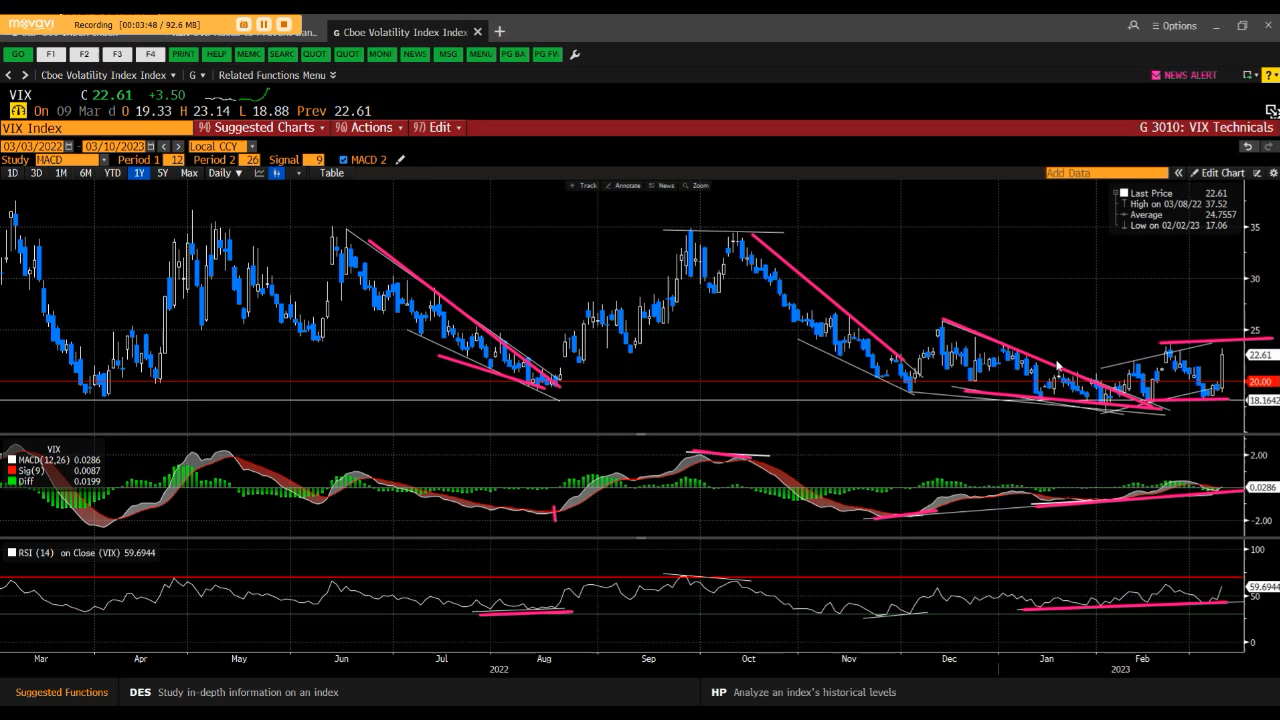 movavi Recording (00:03:48 / 92.6 MB)
G Cboe Volatility Index Index × +
Options
GO F1 F2 F3 F4 PRINT HELP MEMC SEARC QUOT QUOT MONI NEWS MSG MENU PG BA PG FW
Cboe Volatility Index Index G Related Functions Menu
NEWS ALERT ?
VIX C 22.61 +3.50
On 09 Mar d O 19.33 H 23.14 L 18.88 Prev 22.61
VIX Index 94) Suggested Charts 96) Actions 97) Edit G 3010: VIX Technicals
03/03/2022 - 03/10/2023 Local CCY
Study MACD Period 1 12 Period 2 26 Signal 9 MACD 2
1D 3D 1M 6M YTD 1Y 5Y Max Daily Table Add Data Edit Chart
Track Annotate News Zoom
Last Price 22.61
High on 03/08/22 37.52
Average 24.7557
Low on 02/02/23 17.06
35
30
25
22.61
20.00
18.1642
VIX
MACD(12,26) 0.0286
Sig(9) 0.0087
Diff 0.0199
2.00
0.0286
-2.00
RSI (14) on Close (VIX) 59.6944
100
59.6944
50
0
Mar Apr May Jun Jul Aug Sep Oct Nov Dec Jan Feb
2022 2023
Suggested Functions DES Study in-depth information on an index HP Analyze an index's historical levels